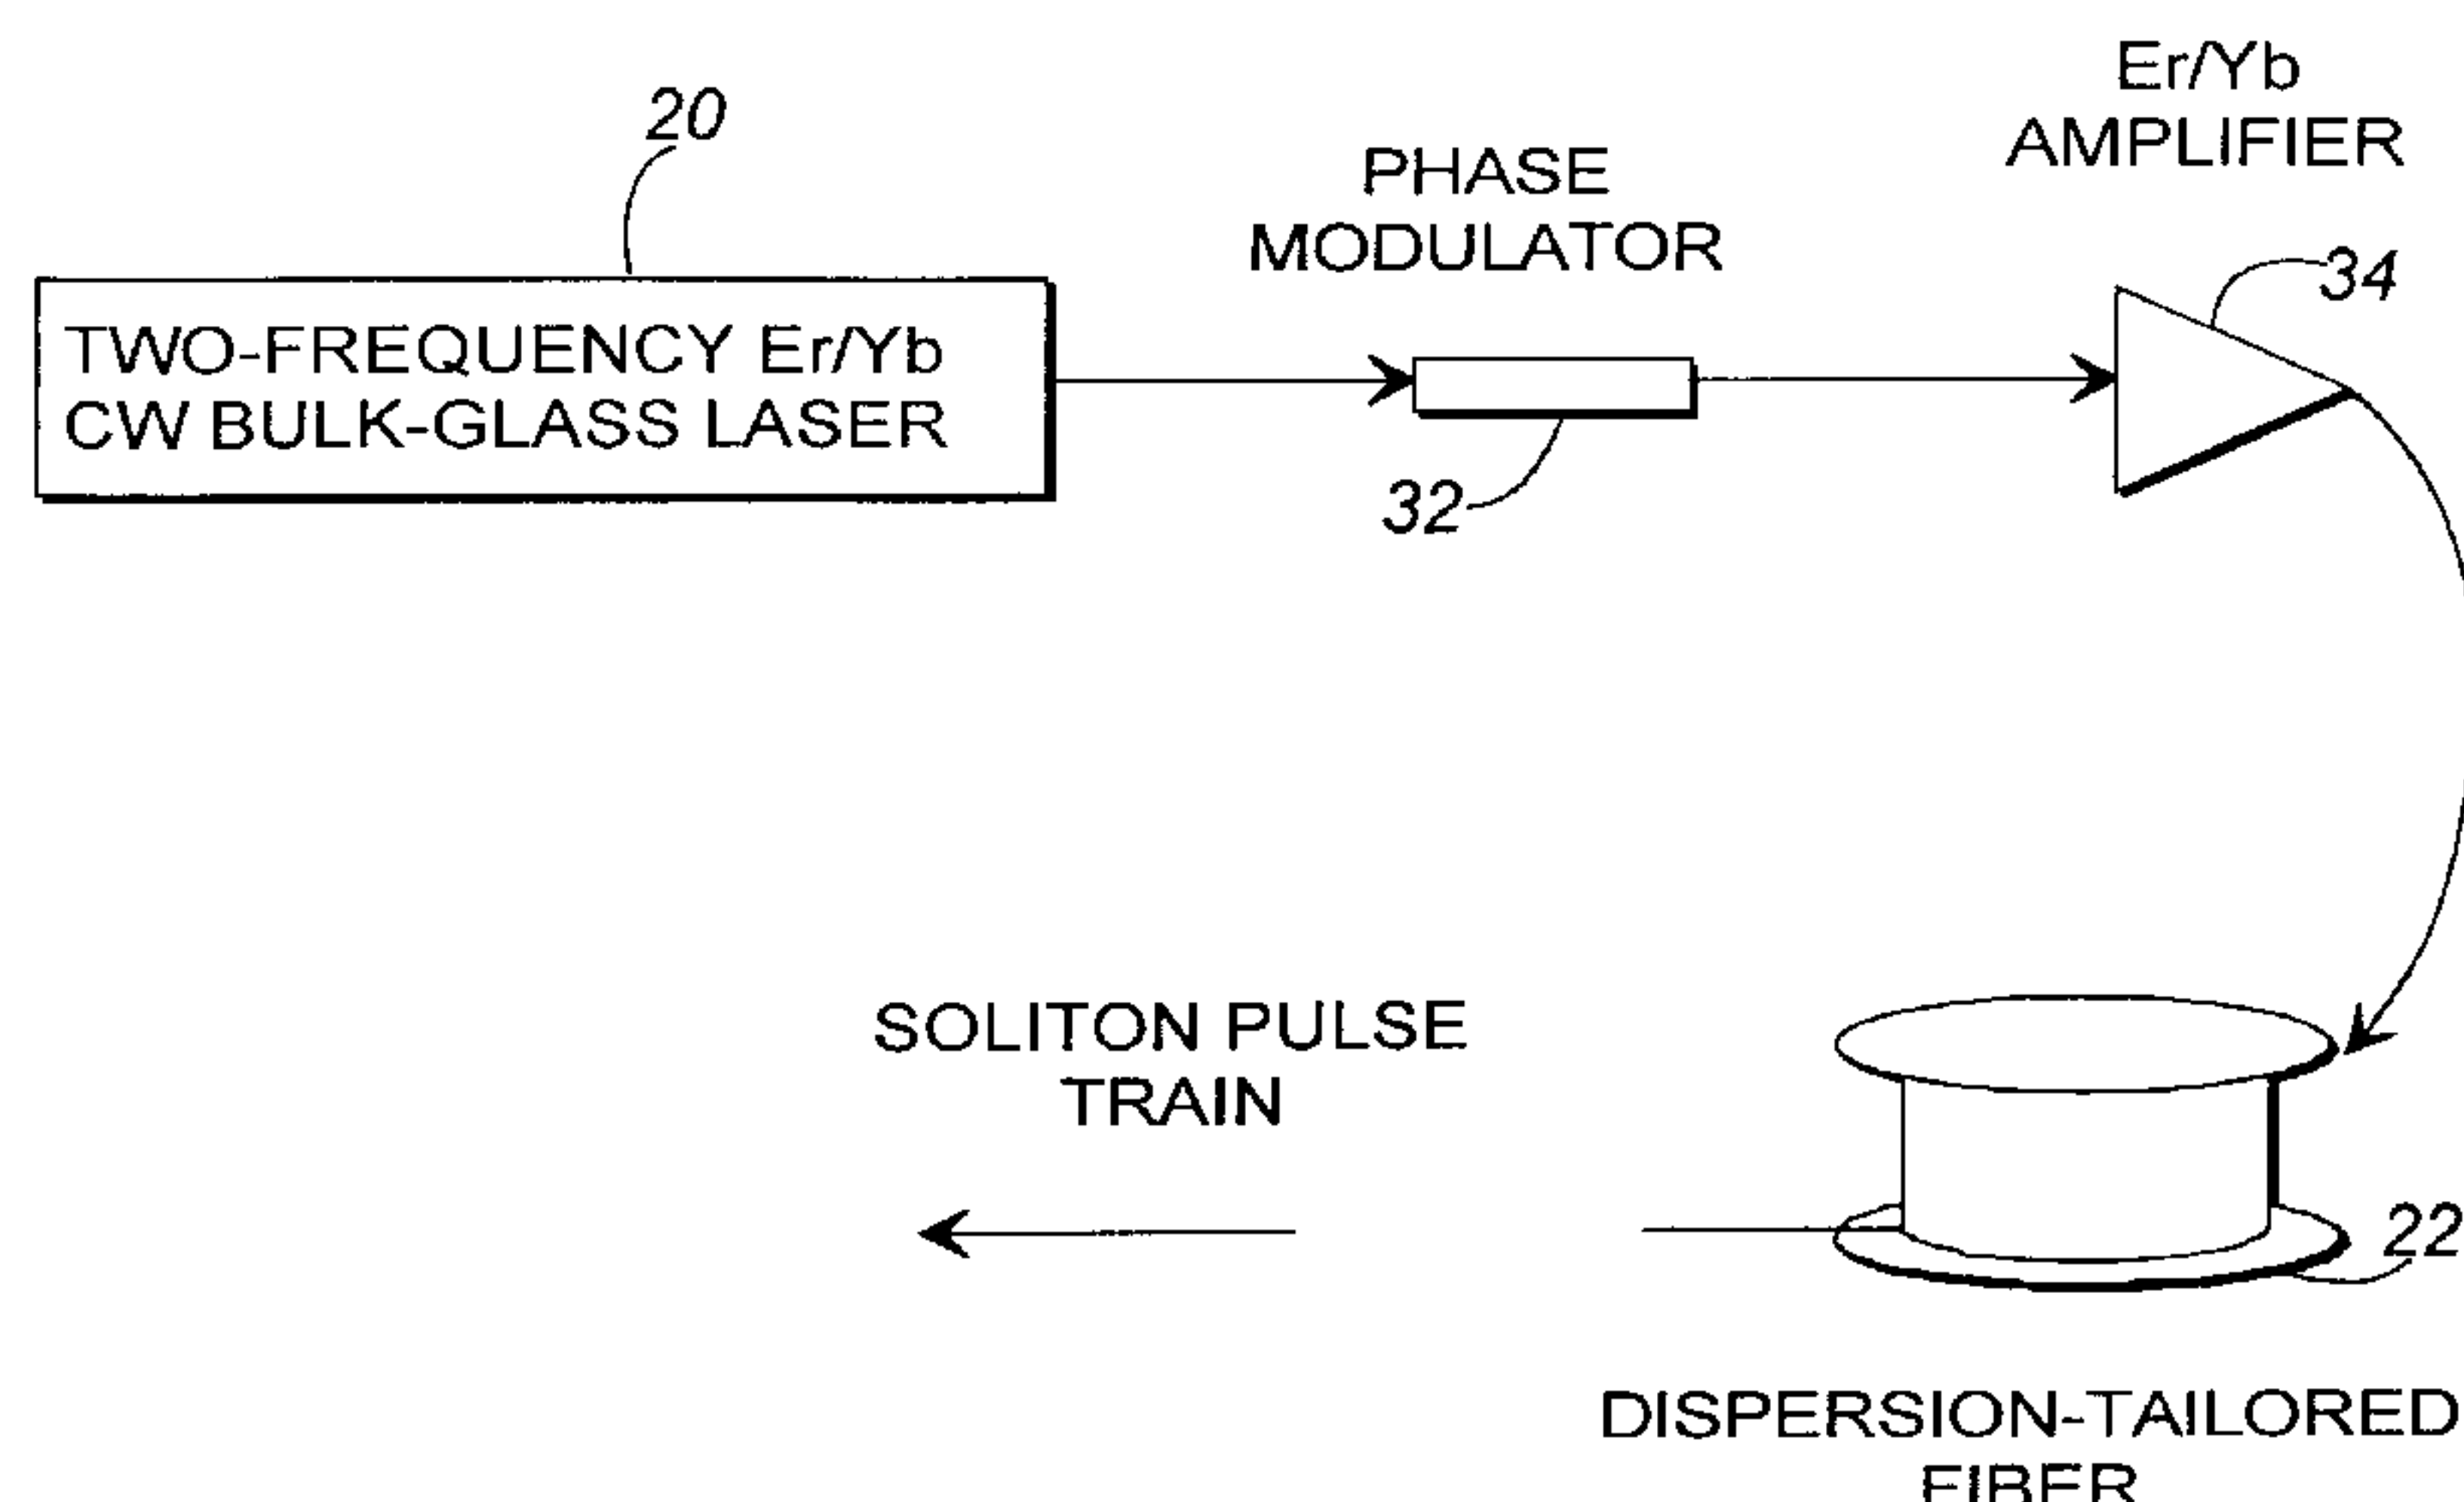 20
TWO-FREQUENCY Er/Yb
CW BULK-GLASS LASER
PHASE
MODULATOR
32
Er/Yb
AMPLIFIER
34
SOLITON PULSE
TRAIN
22
DISPERSION-TAILORED
FIBER